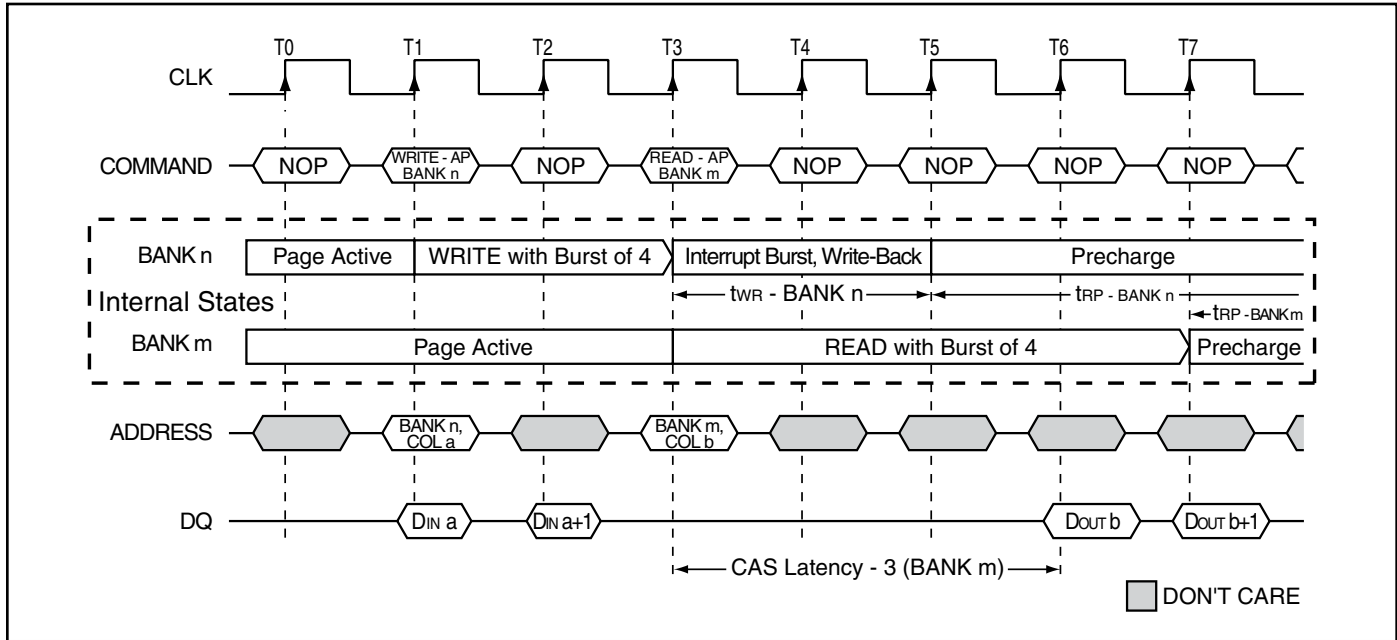 T0 T1 T2 T3 T4 T5 T6 T7
CLK
COMMAND NOP WRITE - AP BANK n NOP READ - AP BANK m NOP NOP NOP NOP
BANK n Page Active WRITE with Burst of 4 Interrupt Burst, Write-Back Precharge
tWR - BANK n tRP - BANK n
Internal States
tRP - BANK m
BANK m Page Active READ with Burst of 4 Precharge
ADDRESS BANK n, COL a BANK m, COL b
DQ DIN a DIN a+1 DOUT b DOUT b+1
CAS Latency - 3 (BANK m)
DON'T CARE